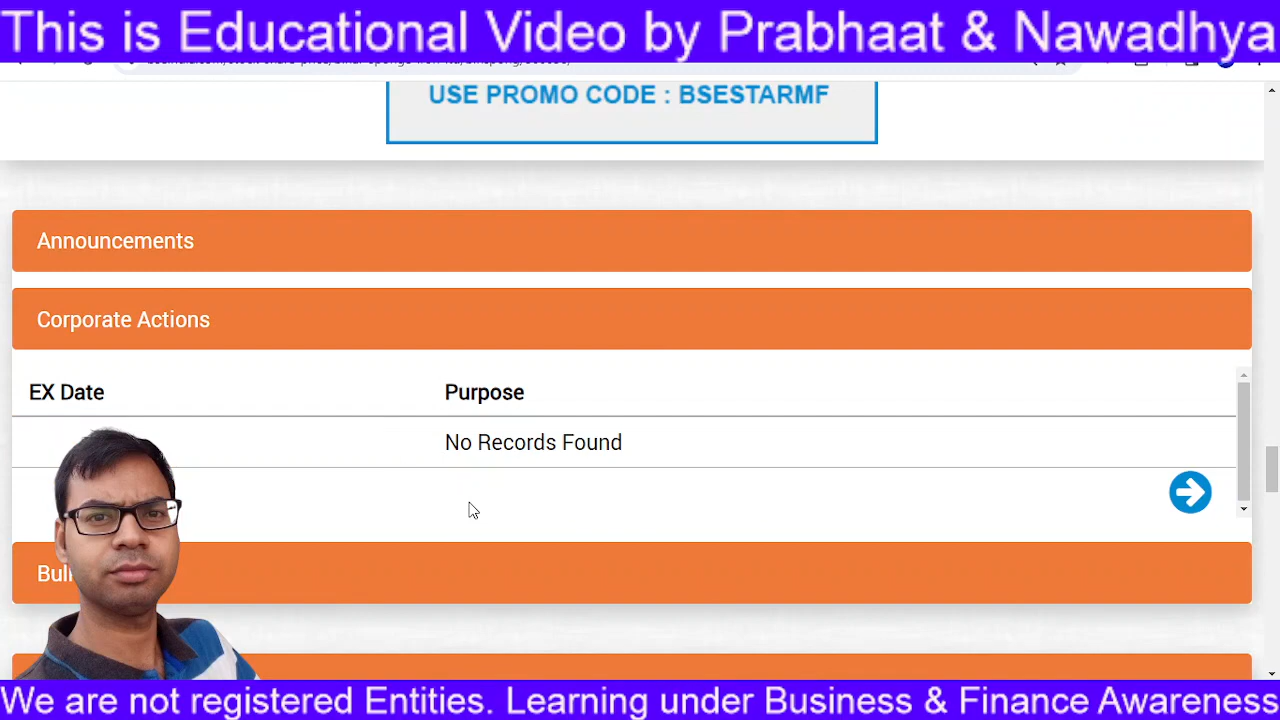 This is Educational Video by Prabhaat & Nawadhya
USE PROMO CODE : BSESTARMF
Announcements
Corporate Actions
EX Date Purpose
No Records Found
We are not registered Entities. Learning under Business & Finance Awareness